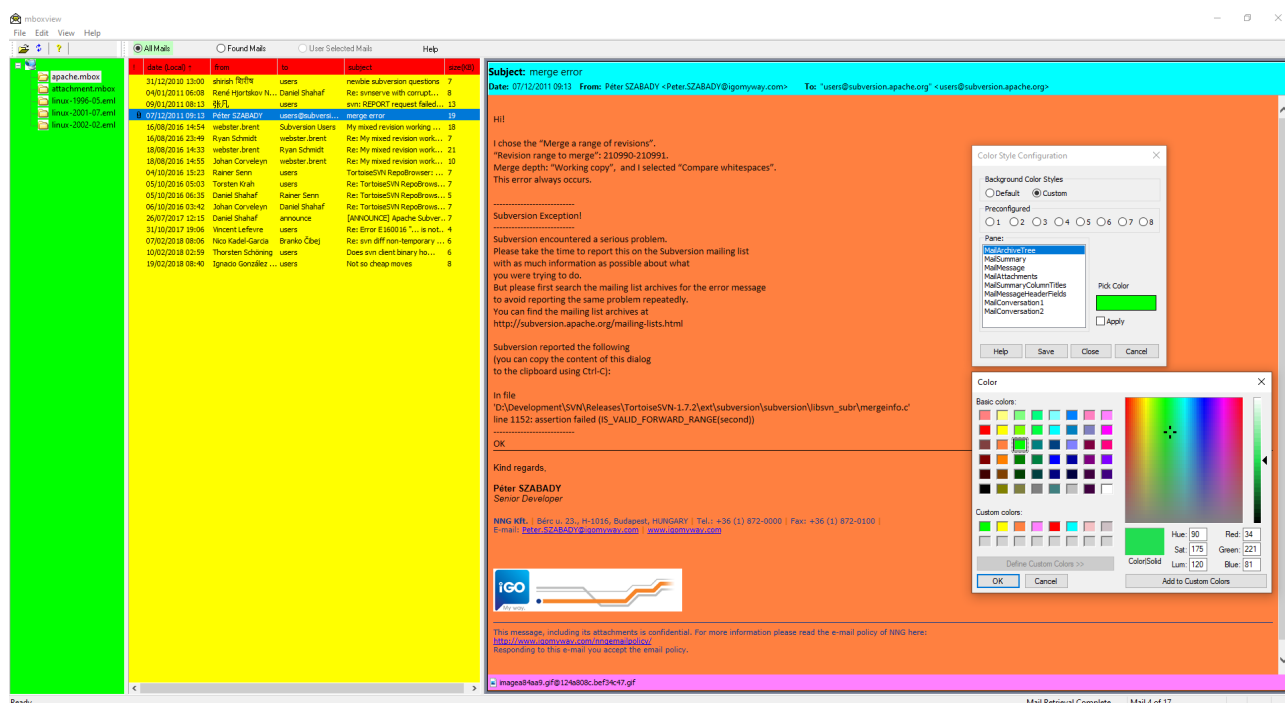 mboxview
File Edit View Help
All Mails Found Mails User Selected Mails Help
apache.mbox
attachment.mbox
linux-1996-05.eml
linux-2001-07.eml
linux-2002-02.eml
! date (Local) from to subject size(KB)
31/12/2010 13:00 shirish शिरीष users newbie subversion questions 7
04/01/2011 06:08 René Hjortskov N... Daniel Shahaf Re: svnserve with corrupt... 8
09/01/2011 08:13 张凡 users svn: REPORT request failed... 13
07/12/2011 09:13 Péter SZABADY users@subversi... merge error 19
16/08/2016 14:54 webster.brent Subversion Users My mixed revision working ... 18
16/08/2016 23:49 Ryan Schmidt webster.brent Re: My mixed revision work... 7
18/08/2016 14:33 webster.brent Ryan Schmidt Re: My mixed revision work... 21
18/08/2016 14:55 Johan Corveleyn webster.brent Re: My mixed revision work... 10
04/10/2016 15:23 Rainer Senn users TortoiseSVN RepoBrowser: ... 7
05/10/2016 05:03 Torsten Krah users Re: TortoiseSVN RepoBrows... 7
05/10/2016 06:35 Daniel Shahaf Rainer Senn Re: TortoiseSVN RepoBrows... 5
06/10/2016 03:42 Johan Corveleyn Daniel Shahaf Re: TortoiseSVN RepoBrows... 7
26/07/2017 12:15 Daniel Shahaf announce [ANNOUNCE] Apache Subver... 7
31/10/2017 19:06 Vincent Lefevre users Re: Error E160016 "... is not... 4
07/02/2018 08:06 Nico Kadel-Garcia Branko Čibej Re: svn diff non-temporary ... 6
10/02/2018 02:59 Thorsten Schöning users Does svn client binary ho... 6
19/02/2018 08:40 Ignacio González ... users Not so cheap moves 8
Subject: merge error
Date: 07/12/2011 09:13 From: Péter SZABADY <Peter.SZABADY@igomyway.com> To: "users@subversion.apache.org" <users@subversion.apache.org>
Hi!
I chose the “Merge a range of revisions”.
“Revision range to merge”: 210990-210991.
Merge depth: “Working copy”, and I selected “Compare whitespaces”.
This error always occurs.
---------------------------
Subversion Exception!
---------------------------
Subversion encountered a serious problem.
Please take the time to report this on the Subversion mailing list
with as much information as possible about what
you were trying to do.
But please first search the mailing list archives for the error message
to avoid reporting the same problem repeatedly.
You can find the mailing list archives at
http://subversion.apache.org/mailing-lists.html
Subversion reported the following
(you can copy the content of this dialog
to the clipboard using Ctrl-C):
In file
'D:\Development\SVN\Releases\TortoiseSVN-1.7.2\ext\subversion\subversion\libsvn_subr\mergeinfo.c'
line 1152: assertion failed (IS_VALID_FORWARD_RANGE(second))
---------------------------
OK
Kind regards,
Péter SZABADY
Senior Developer
NNG Kft. | Bérc u. 23., H-1016, Budapest, HUNGARY | Tel.: +36 (1) 872-0000 | Fax: +36 (1) 872-0100 |
E-mail: Peter.SZABADY@igomyway.com | www.igomyway.com
iGO
My way.
This message, including its attachments is confidential. For more information please read the e-mail policy of NNG here:
http://www.igomyway.com/nngemailpolicy/
Responding to this e-mail you accept the email policy.
imagea84aa9.gif@124a808c.bef34c47.gif
Color Style Configuration
Background Color Styles
Default Custom
Preconfigured
1 2 3 4 5 6 7 8
Pane:
MailArchiveTree
MailSummary
MailMessage
MailAttachments
MailSummaryColumnTitles
MailMessageHeaderFields
MailConversation1
MailConversation2
Pick Color
Apply
Help Save Close Cancel
Color
Basic colors:
Custom colors:
Define Custom Colors >>
OK Cancel
Color|Solid
Hue: 90 Red: 34
Sat: 175 Green: 221
Lum: 120 Blue: 81
Add to Custom Colors
Ready Mail Retrieval Complete Mail 4 of 17